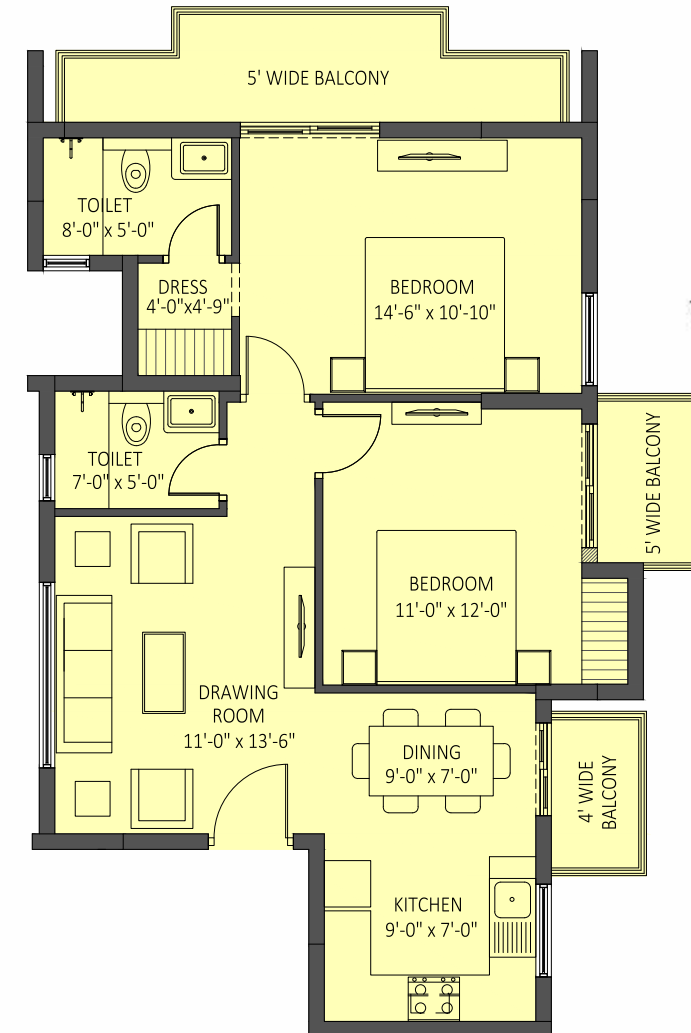 5' WIDE BALCONY
TOILET
8'-0" x 5'-0"
DRESS
4'-0"x4'-9"
BEDROOM
14'-6" x 10'-10"
TOILET
7'-0" x 5'-0"
5' WIDE BALCONY
BEDROOM
11'-0" x 12'-0"
DRAWING
ROOM
11'-0" x 13'-6"
DINING
9'-0" x 7'-0"
4' WIDE
BALCONY
KITCHEN
9'-0" x 7'-0"